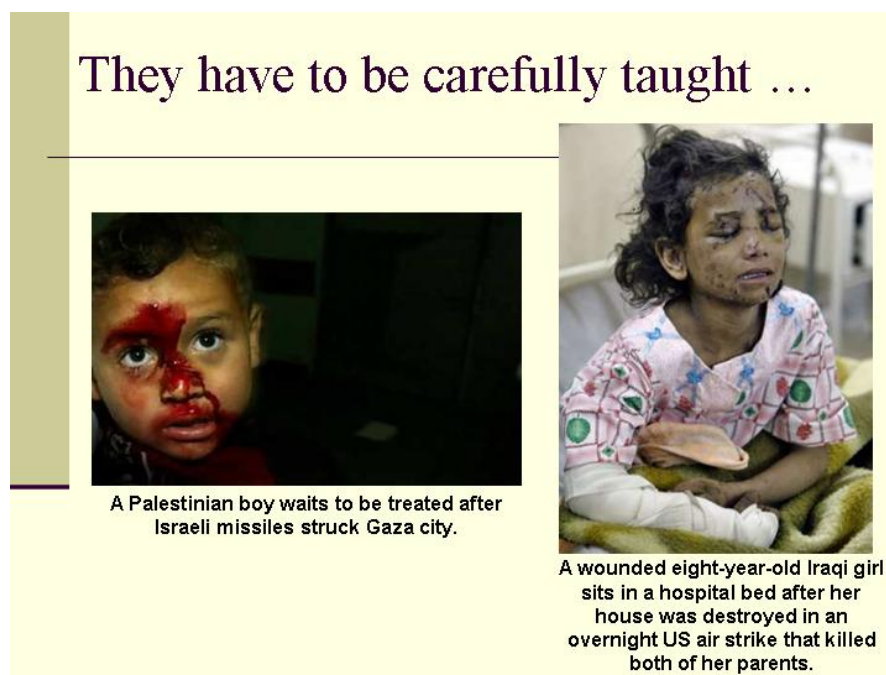 They have to be carefully taught …
A Palestinian boy waits to be treated after
Israeli missiles struck Gaza city.
A wounded eight-year-old Iraqi girl
sits in a hospital bed after her
house was destroyed in an
overnight US air strike that killed
both of her parents.